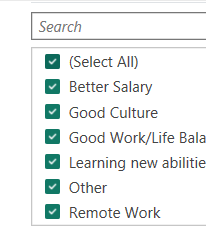 Search
(Select All)
Better Salary
Good Culture
Good Work/Life Bala
Learning new abilitie
Other
Remote Work